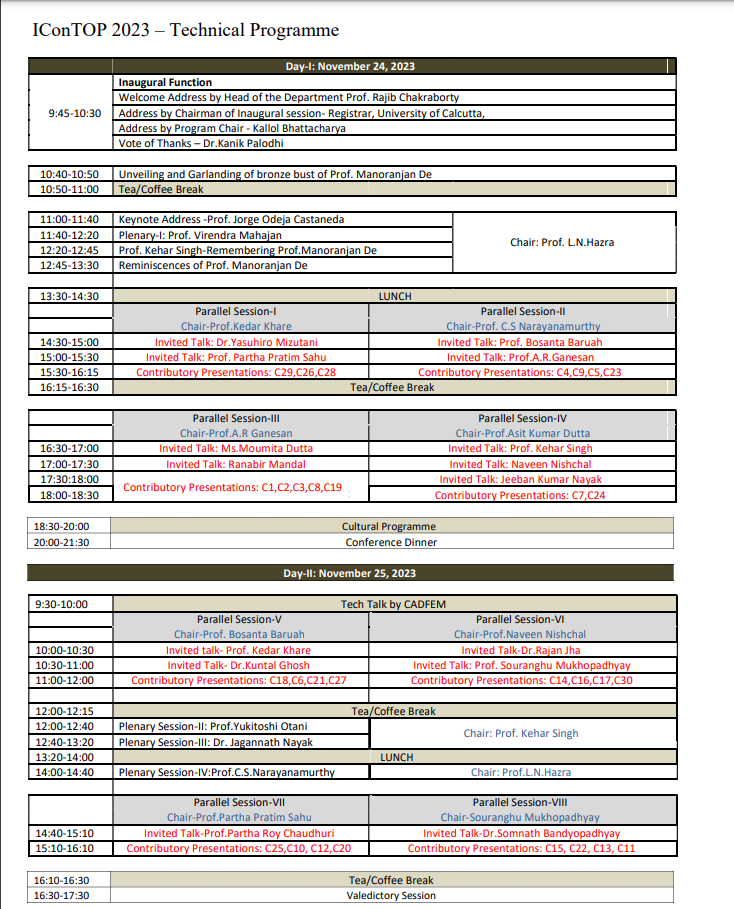 IConTOP 2023 – Technical Programme
Day-I: November 24, 2023
9:45-10:30
Inaugural Function
Welcome Address by Head of the Department Prof. Rajib Chakraborty
Address by Chairman of Inaugural session- Registrar, University of Calcutta,
Address by Program Chair - Kallol Bhattacharya
Vote of Thanks – Dr.Kanik Palodhi
10:40-10:50 Unveiling and Garlanding of bronze bust of Prof. Manoranjan De
10:50-11:00 Tea/Coffee Break
11:00-11:40 Keynote Address -Prof. Jorge Odeja Castaneda
11:40-12:20 Plenary-I: Prof. Virendra Mahajan
12:20-12:45 Prof. Kehar Singh-Remembering Prof.Manoranjan De
12:45-13:30 Reminiscences of Prof. Manoranjan De
Chair: Prof. L.N.Hazra
13:30-14:30 LUNCH
Parallel Session-I Parallel Session-II
Chair-Prof.Kedar Khare Chair-Prof. C.S Narayanamurthy
14:30-15:00 Invited Talk: Dr.Yasuhiro Mizutani Invited Talk: Prof. Bosanta Baruah
15:00-15:30 Invited Talk: Prof. Partha Pratim Sahu Invited Talk: Prof.A.R.Ganesan
15:30-16:15 Contributory Presentations: C29,C26,C28 Contributory Presentations: C4,C9,C5,C23
16:15-16:30 Tea/Coffee Break
Parallel Session-III Parallel Session-IV
Chair-Prof.A.R Ganesan Chair-Prof.Asit Kumar Dutta
16:30-17:00 Invited Talk: Ms.Moumita Dutta Invited Talk: Prof. Kehar Singh
17:00-17:30 Invited Talk: Ranabir Mandal Invited Talk: Naveen Nishchal
17:30:18:00 Invited Talk: Jeeban Kumar Nayak
Contributory Presentations: C1,C2,C3,C8,C19
18:00-18:30 Contributory Presentations: C7,C24
18:30-20:00 Cultural Programme
20:00-21:30 Conference Dinner
Day-II: November 25, 2023
9:30-10:00 Tech Talk by CADFEM
Parallel Session-V Parallel Session-VI
Chair-Prof. Bosanta Baruah Chair-Prof.Naveen Nishchal
10:00-10:30 Invited talk- Prof. Kedar Khare Invited Talk-Dr.Rajan Jha
10:30-11:00 Invited Talk- Dr.Kuntal Ghosh Invited Talk: Prof. Souranghu Mukhopadhyay
11:00-12:00 Contributory Presentations: C18,C6,C21,C27 Contributory Presentations: C14,C16,C17,C30
12:00-12:15 Tea/Coffee Break
12:00-12:40 Plenary Session-II: Prof.Yukitoshi Otani
12:40-13:20 Plenary Session-III: Dr. Jagannath Nayak
Chair: Prof. Kehar Singh
13:20-14:00 LUNCH
14:00-14:40 Plenary Session-IV:Prof.C.S.Narayanamurthy Chair: Prof.L.N.Hazra
Parallel Session-VII Parallel Session-VIII
Chair-Prof.Partha Pratim Sahu Chair-Souranghu Mukhopadhyay
14:40-15:10 Invited Talk-Prof.Partha Roy Chaudhuri Invited Talk-Dr.Somnath Bandyopadhyay
15:10-16:10 Contributory Presentations: C25,C10, C12,C20 Contributory Presentations: C15, C22, C13, C11
16:10-16:30 Tea/Coffee Break
16:30-17:30 Valedictory Session